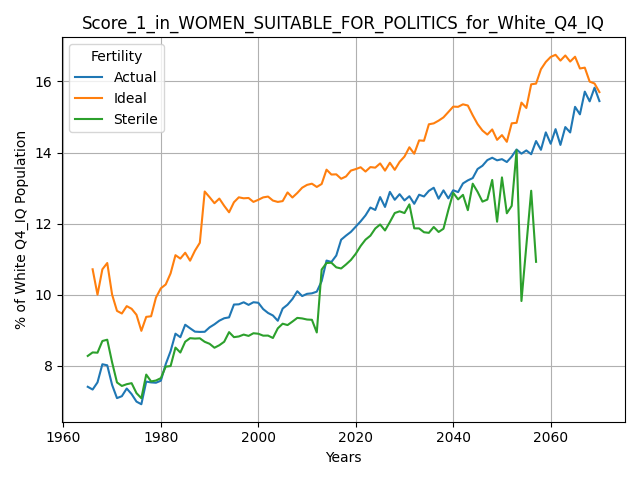 Score_1_in_WOMEN_SUITABLE_FOR_POLITICS_for_White_Q4_IQ
Fertility
Actual
Ideal
Sterile
% of White Q4_IQ Population
16
14
12
10
8
1960 1980 2000 2020 2040 2060
Years